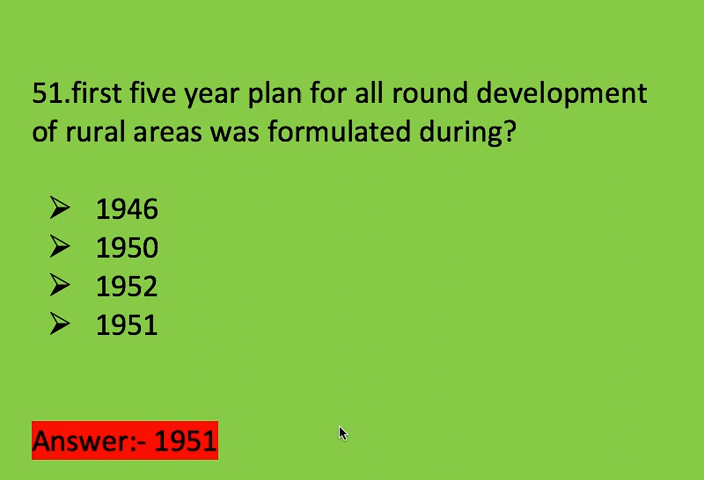 51.first five year plan for all round development
of rural areas was formulated during?
➢ 1946
➢ 1950
➢ 1952
➢ 1951
Answer:- 1951